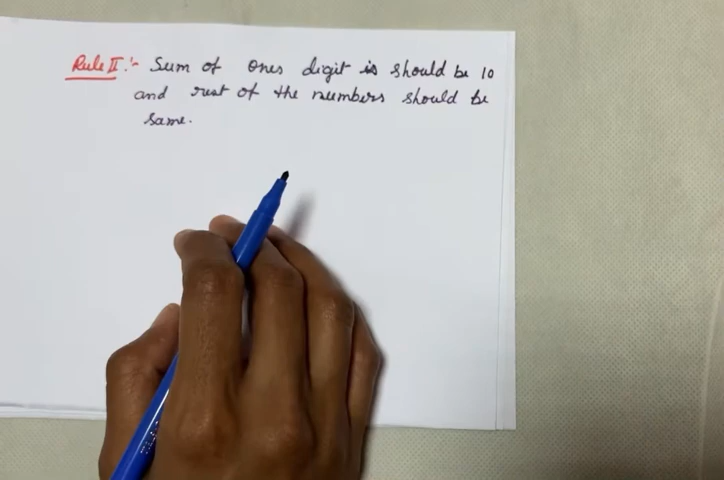 Rule II:- Sum of ones digit is should be 10
and rest of the numbers should be
same.